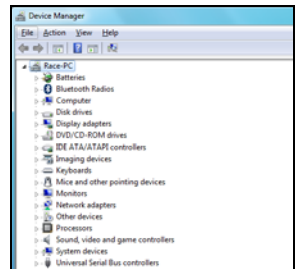 Device Manager
File Action View Help
Race-PC
Batteries
Bluetooth Radios
Computer
Disk drives
Display adapters
DVD/CD-ROM drives
IDE ATA/ATAPI controllers
Imaging devices
Keyboards
Mice and other pointing devices
Monitors
Network adapters
Other devices
Processors
Sound, video and game controllers
System devices
Universal Serial Bus controllers